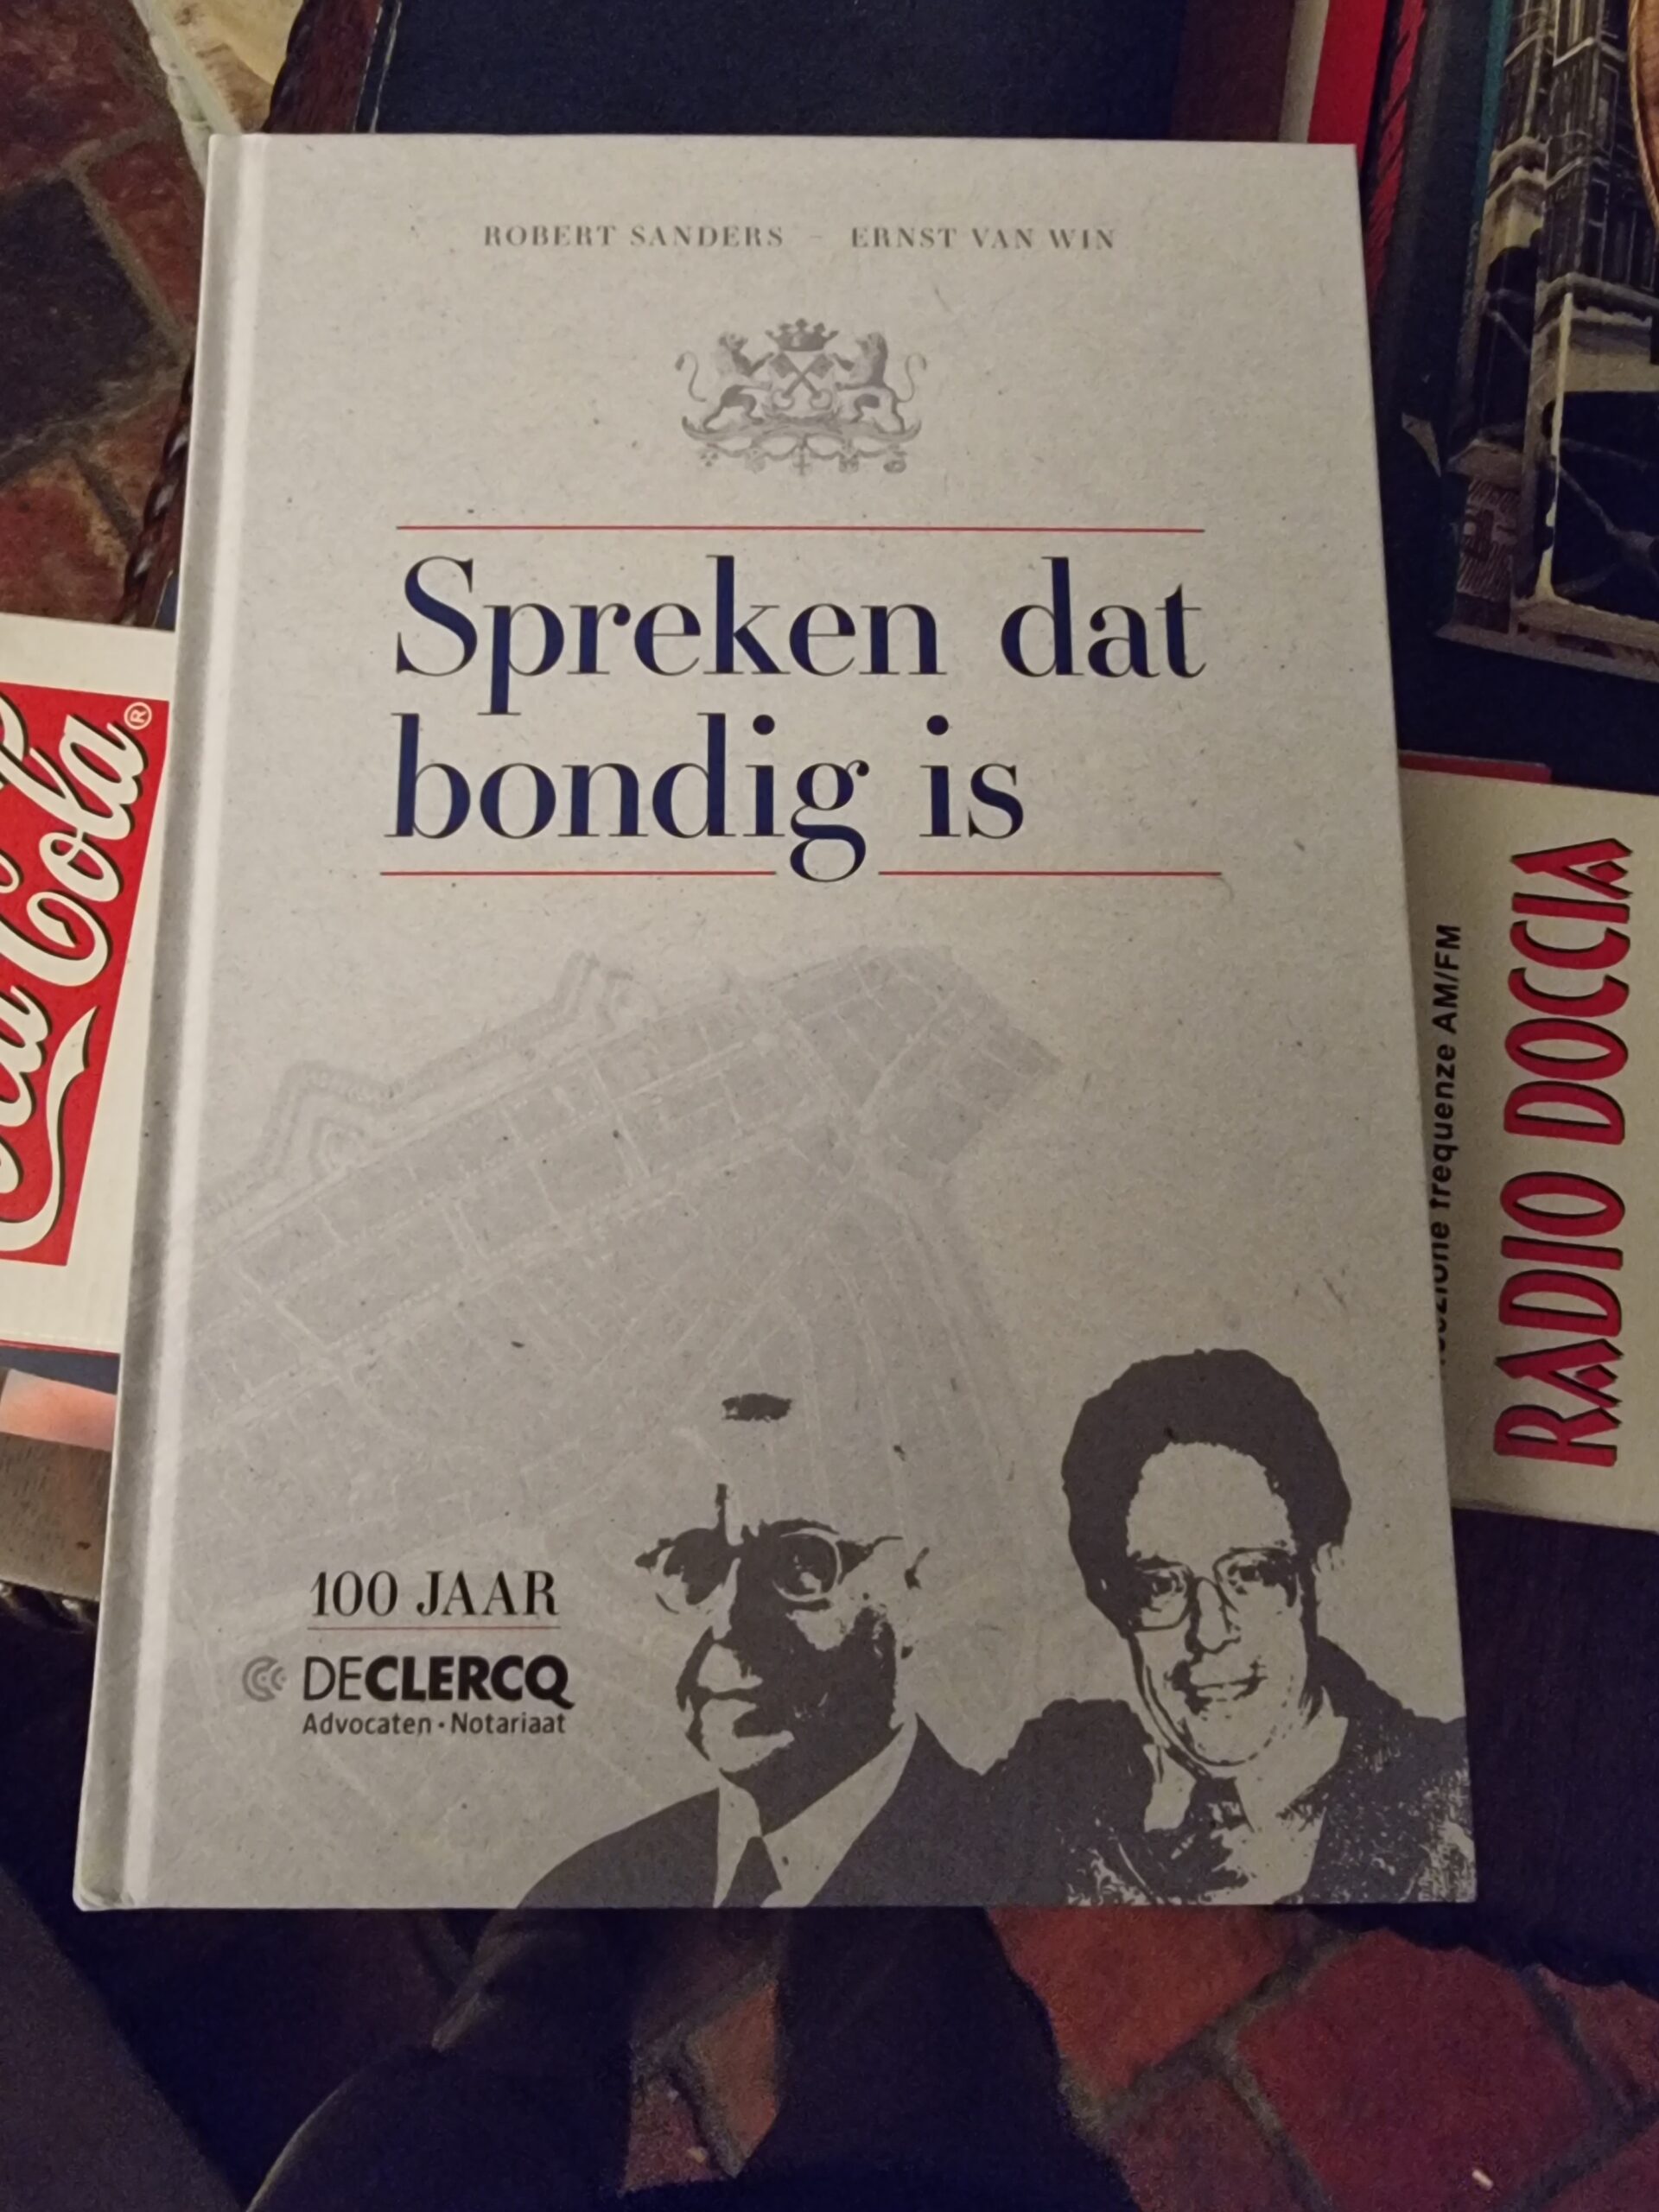 ROBERT SANDERS – ERNST VAN WIN
Spreken dat
bondig is
100 JAAR
DECLERCQ
Advocaten • Notariaat
Cola®
RADIO DOCCIA
frequenze AM/FM